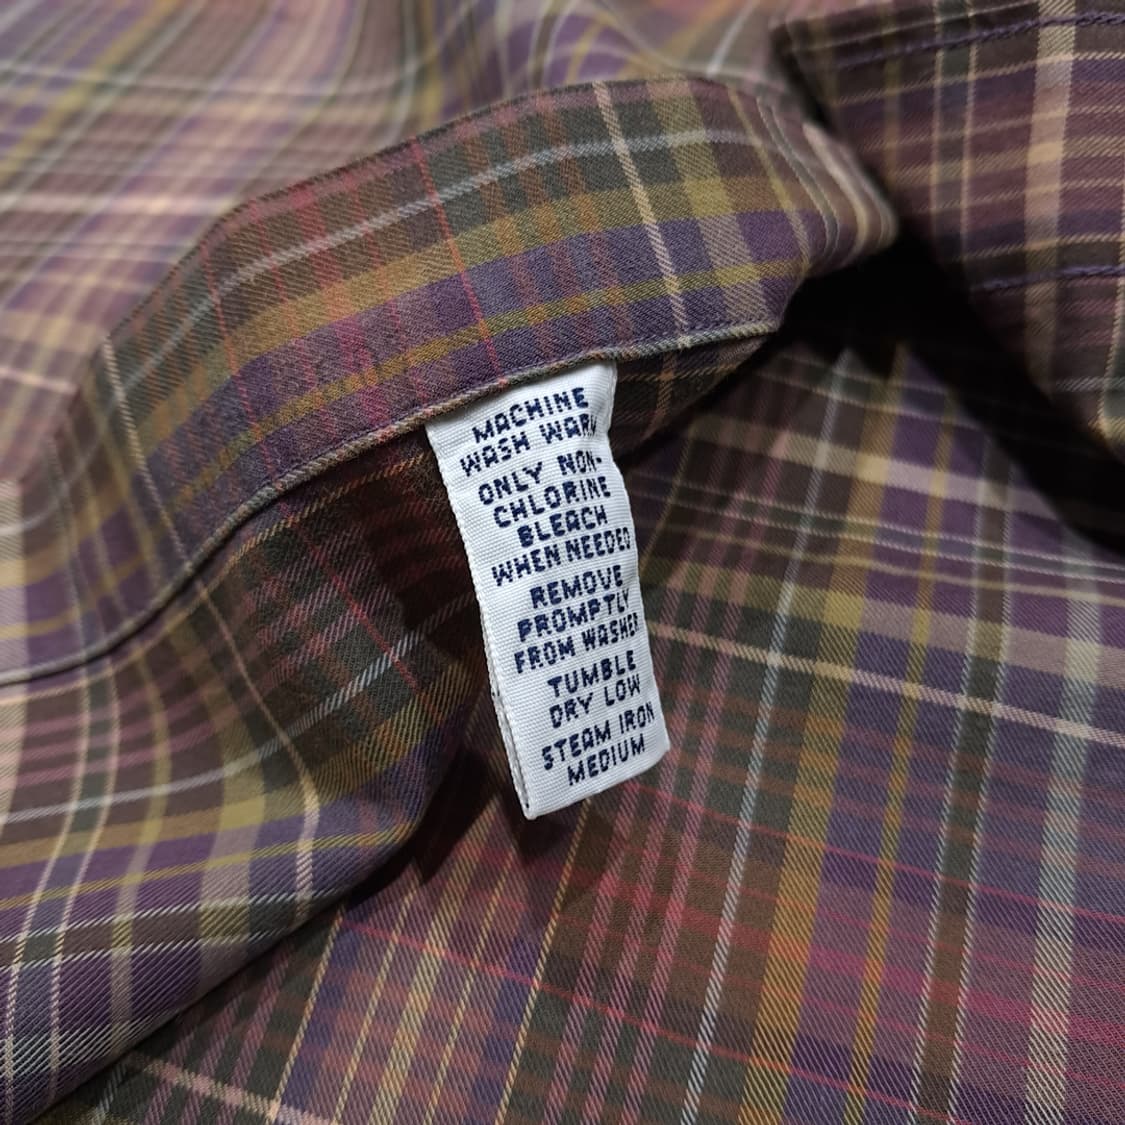 MACHINE
WASH WARM
ONLY NON-
CHLORINE
BLEACH
WHEN NEEDED
REMOVE
PROMPTLY
FROM WASHER
TUMBLE
DRY LOW
STEAM IRON
MEDIUM